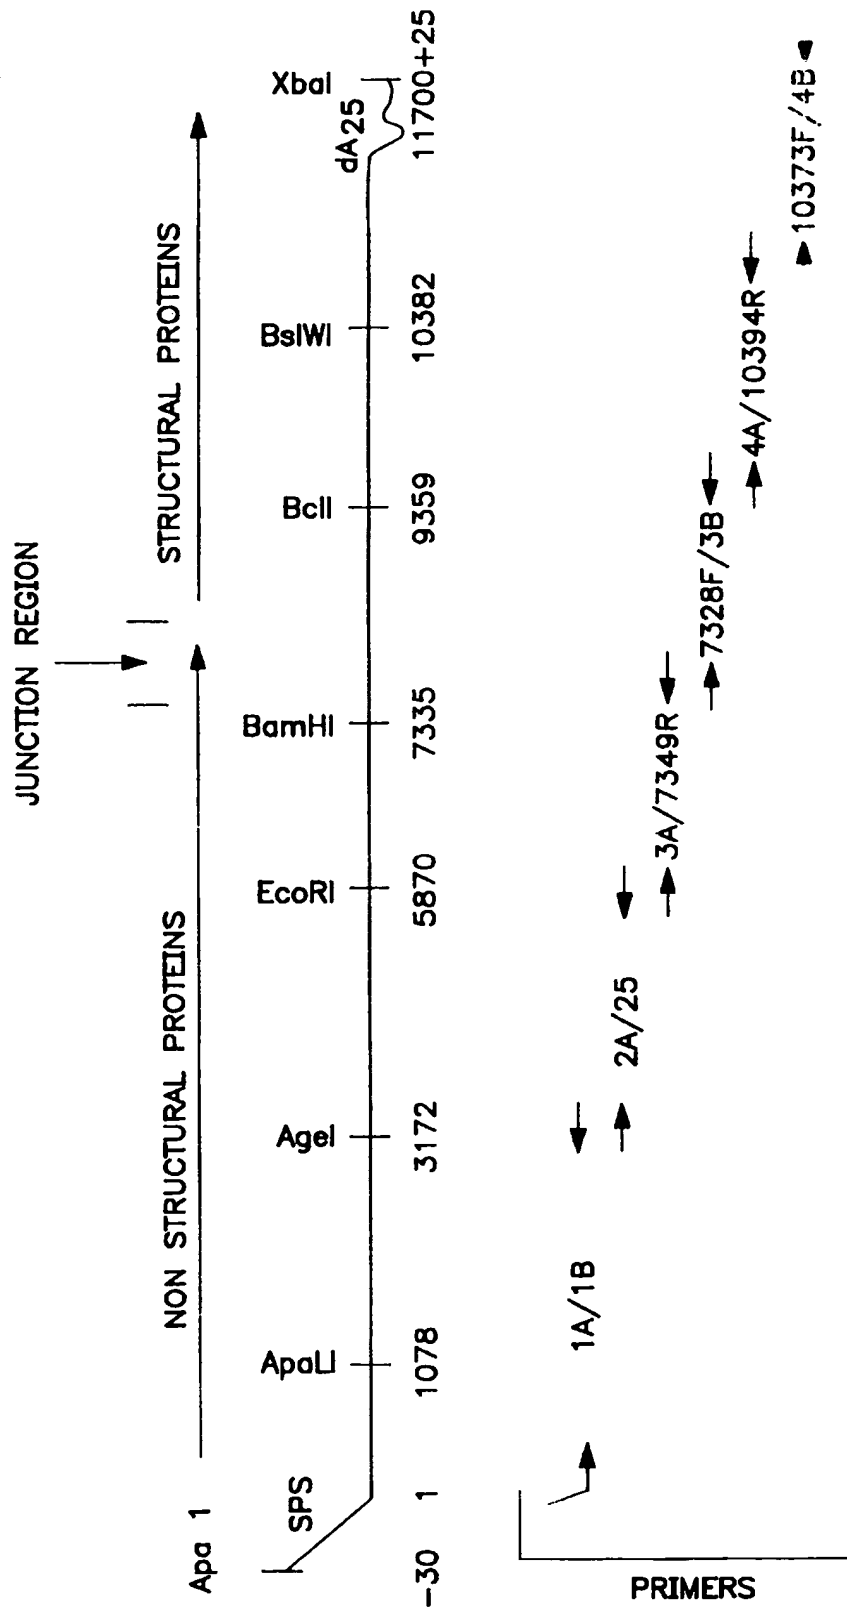 JUNCTION REGION
NON STRUCTURAL PROTEINS
STRUCTURAL PROTEINS
Apa 1
SPS
ApaLI
AgeI
EcoRI
BamHI
BclI
BsIWI
dA25
XbaI
-30
1
1078
3172
5870
7335
9359
10382
11700+25
PRIMERS
1A/1B
2A/25
3A/7349R
7328F/3B
4A/10394R
10373F/4B